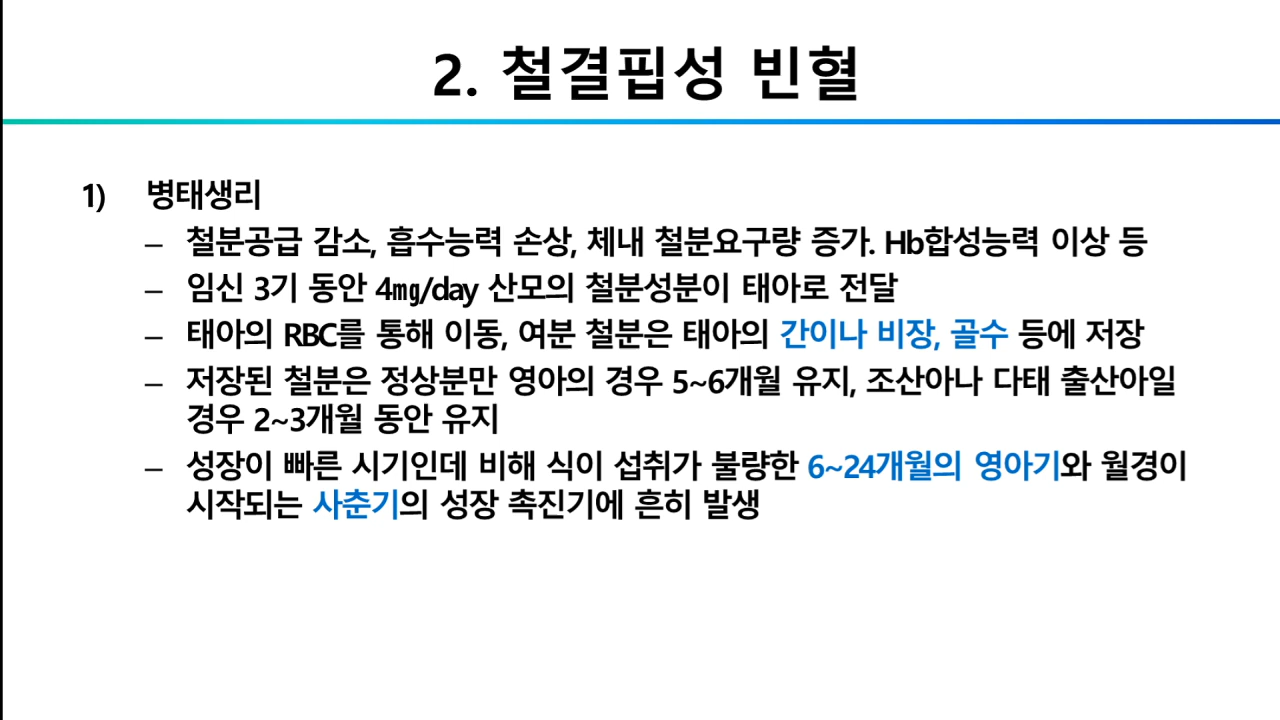 2. 철결핍성 빈혈
1) 병태생리
– 철분공급 감소, 흡수능력 손상, 체내 철분요구량 증가. Hb합성능력 이상 등
– 임신 3기 동안 4㎎/day 산모의 철분성분이 태아로 전달
– 태아의 RBC를 통해 이동, 여분 철분은 태아의 간이나 비장, 골수 등에 저장
– 저장된 철분은 정상분만 영아의 경우 5~6개월 유지, 조산아나 다태 출산아일
경우 2~3개월 동안 유지
– 성장이 빠른 시기인데 비해 식이 섭취가 불량한 6~24개월의 영아기와 월경이
시작되는 사춘기의 성장 촉진기에 흔히 발생